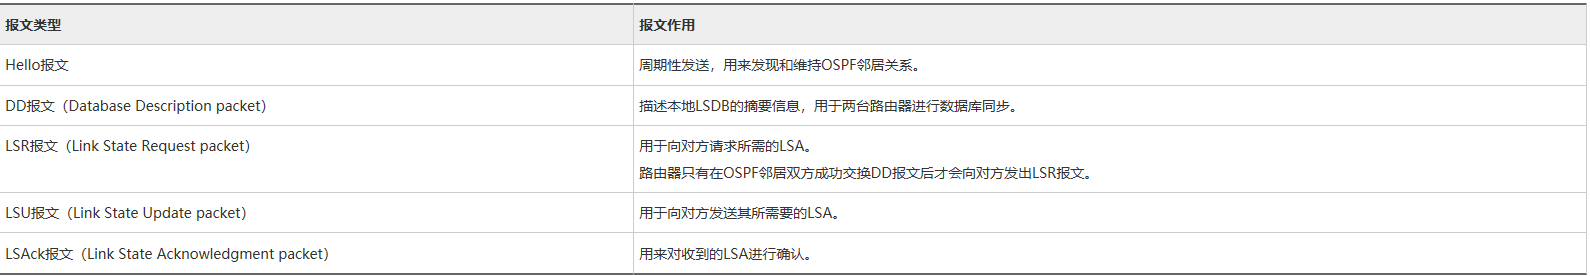 报文类型
报文作用
Hello报文
周期性发送，用来发现和维持OSPF邻居关系。
DD报文（Database Description packet）
描述本地LSDB的摘要信息，用于两台路由器进行数据库同步。
LSR报文（Link State Request packet）
用于向对方请求所需的LSA。
路由器只有在OSPF邻居双方成功交换DD报文后才会向对方发出LSR报文。
LSU报文（Link State Update packet）
用于向对方发送其所需要的LSA。
LSAck报文（Link State Acknowledgment packet）
用来对收到的LSA进行确认。